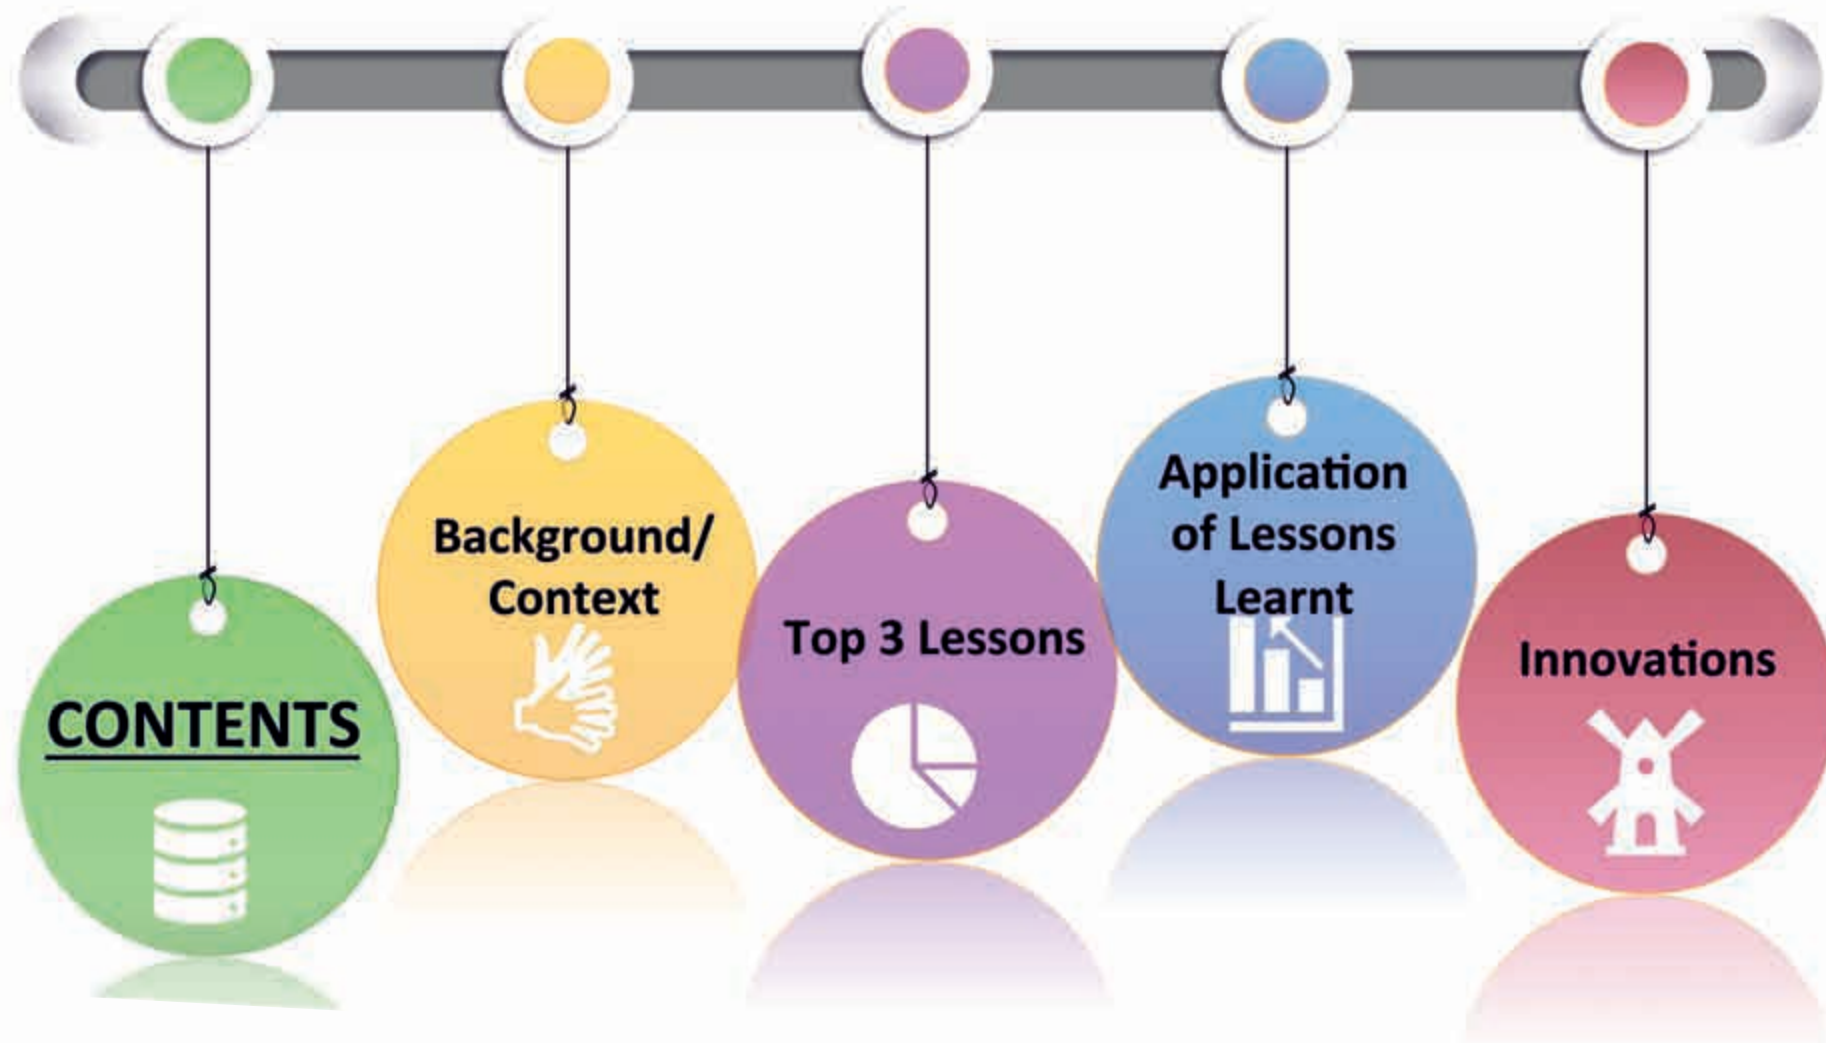 CONTENTS
Background/
Context
Top 3 Lessons
Application
of Lessons
Learnt
Innovations